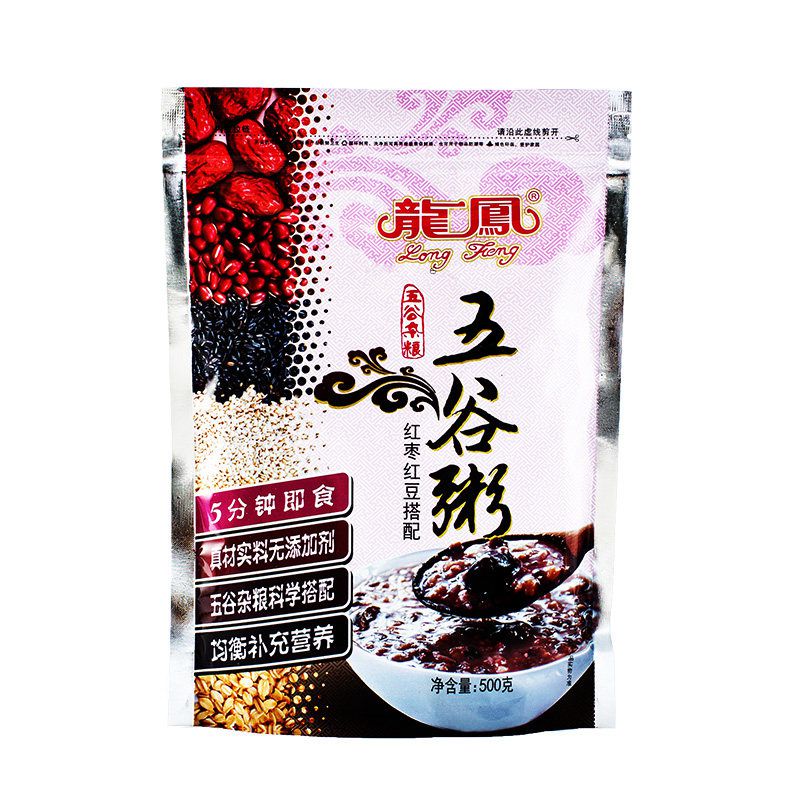 请沿此虚线剪开
龍鳳®
Long Fieng
五谷杂粮
五谷粥
红枣红豆搭配
5分钟即食
真材实料无添加剂
五谷杂粮科学搭配
均衡补充营养
净含量:500克